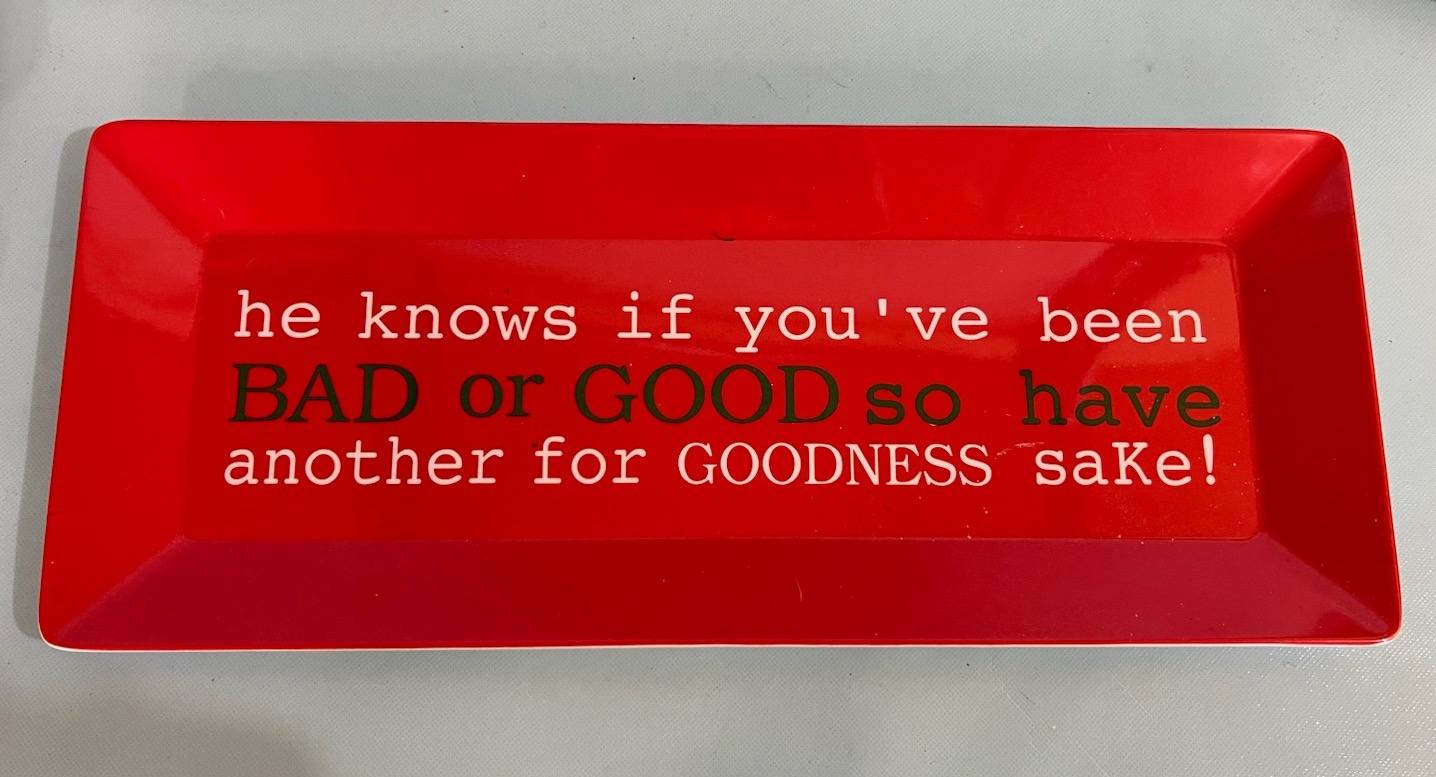 he knows if you've been
BAD or GOOD so have
another for GOODNESS saKe!